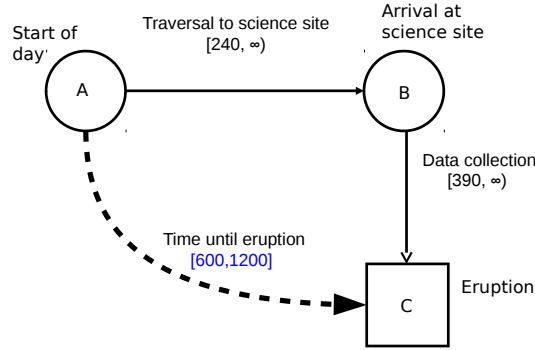 Start of
day
A
Traversal to science site
[240, ∞)
Arrival at
science site
B
Data collection
[390, ∞)
Time until eruption
[600,1200]
C
Eruption